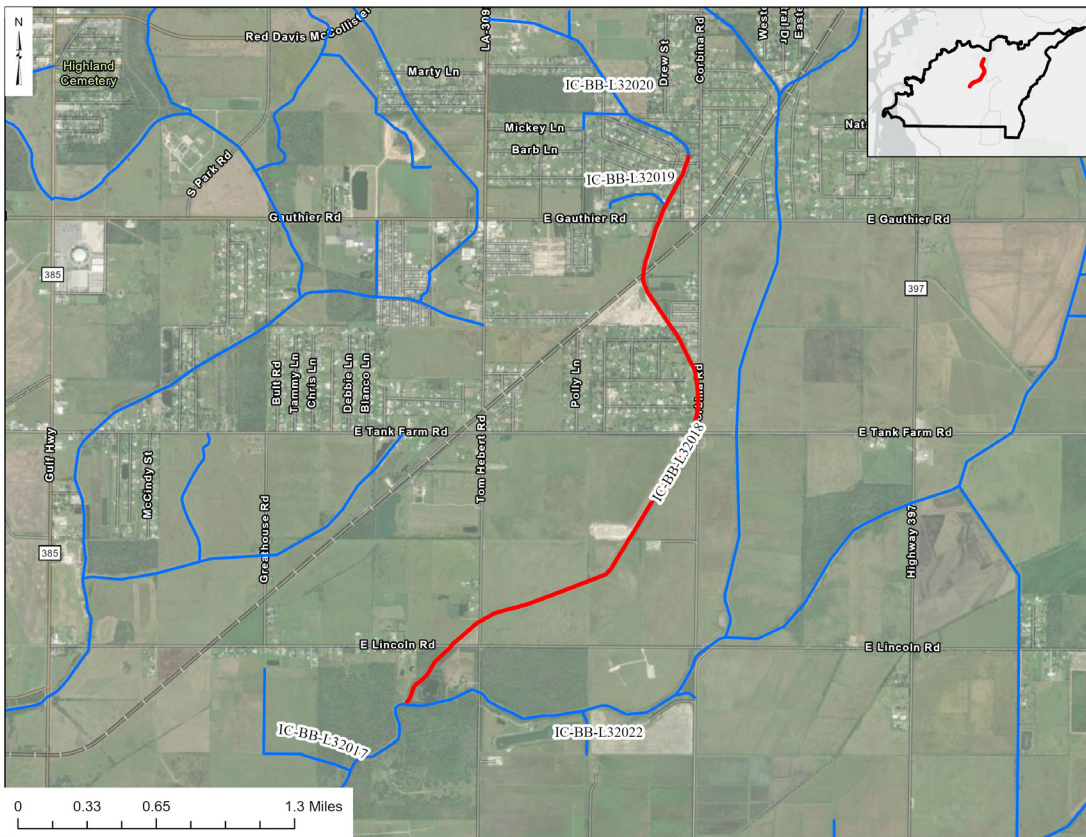 N
Red Davis McCollister
LA-309
Drew St
Corbina Rd
Highland
Cemetery
Marty Ln
IC-BB-L32020
Mickey Ln
Barb Ln
S Park Rd
IC-BB-L32019
Gauthier Rd
E Gauthier Rd
E Gauthier Rd
385
397
Bult Rd
Tammy Ln
Chris Ln
Debbie Ln
Blanco Ln
Polly Ln
E Tank Farm Rd
E Tank Farm Rd
Gulf Hwy
McCindy St
Tom Hebert Rd
IC-BB-L32018
Greathouse Rd
385
Highway 397
E Lincoln Rd
E Lincoln Rd
IC-BB-L32017
IC-BB-L32022
0 0.33 0.65 1.3 Miles